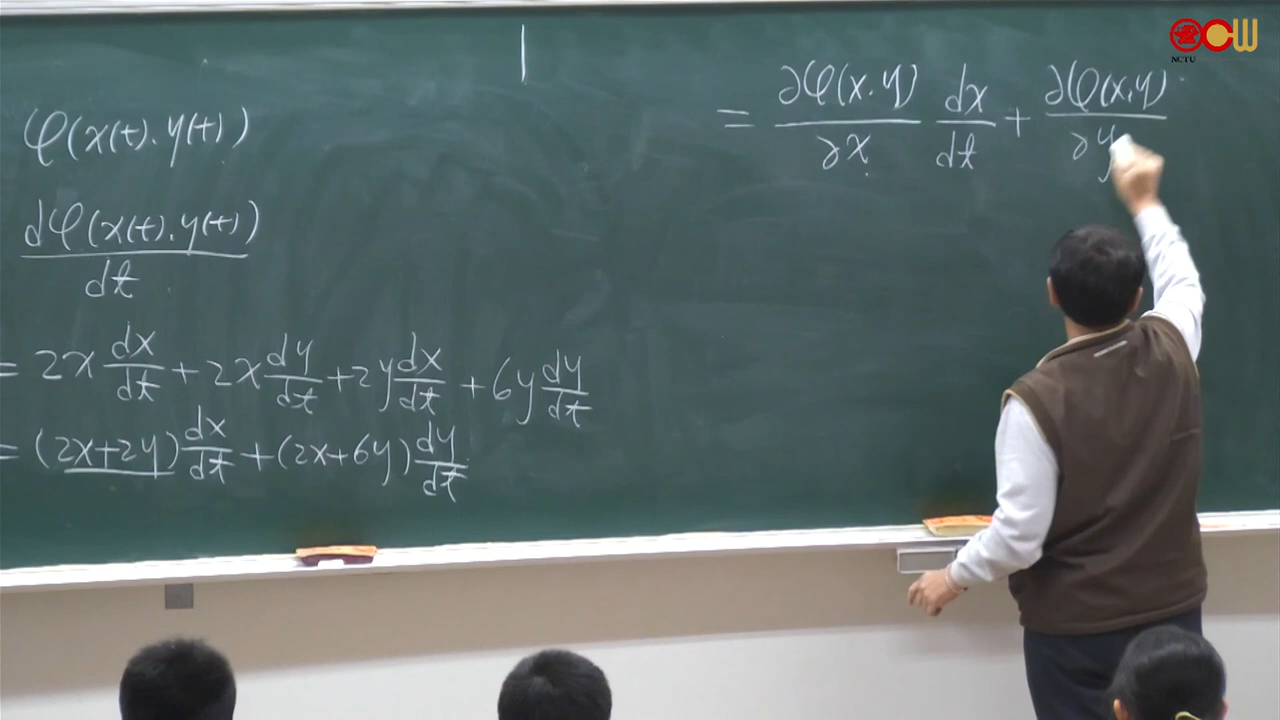 φ(x(t).y(t))
dφ(x(t).y(t))
dt
= 2x dx/dt + 2x dy/dt + 2y dx/dt + 6y dy/dt
= (2x+2y) dx/dt + (2x+6y) dy/dt
= ∂φ(x.y)/∂x dx/dt + ∂φ(x,y)/∂y
OCW
NCTU